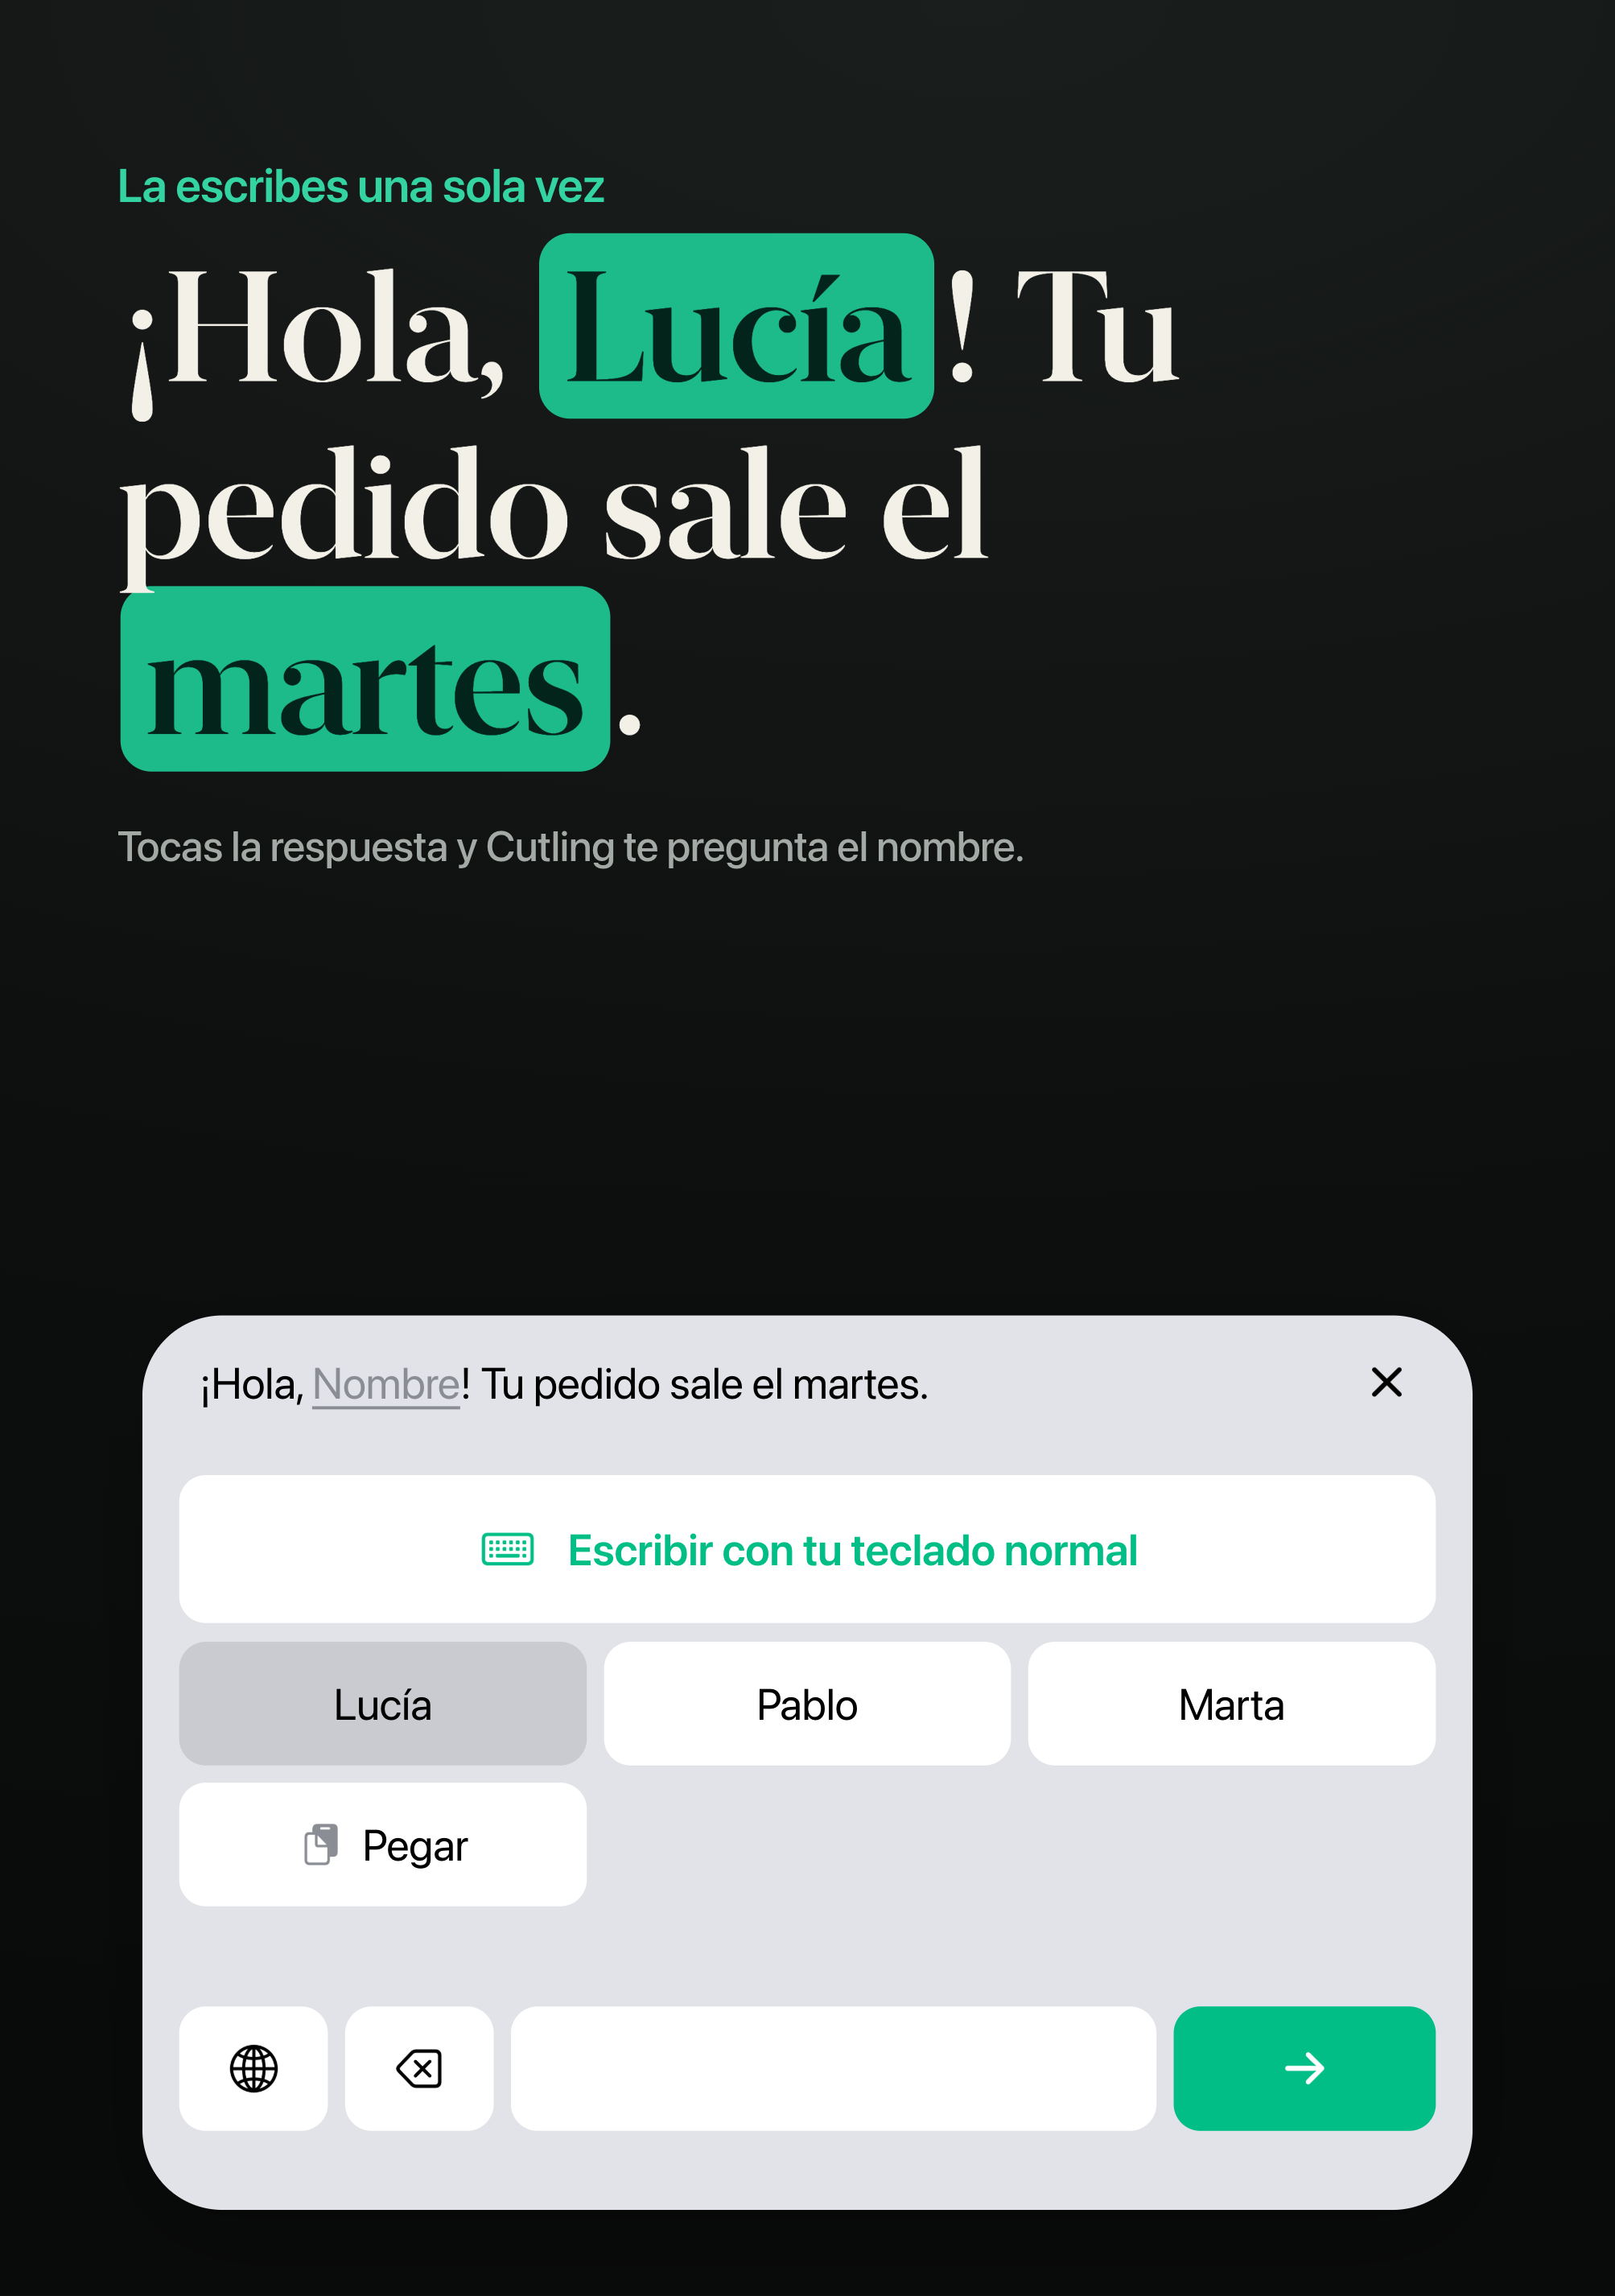 La escribes una sola vez
¡Hola, Lucía! Tu
pedido sale el
martes.
Tocas la respuesta y Cutling te pregunta el nombre.
¡Hola, Nombre! Tu pedido sale el martes.
Escribir con tu teclado normal
Lucía
Pablo
Marta
Pegar